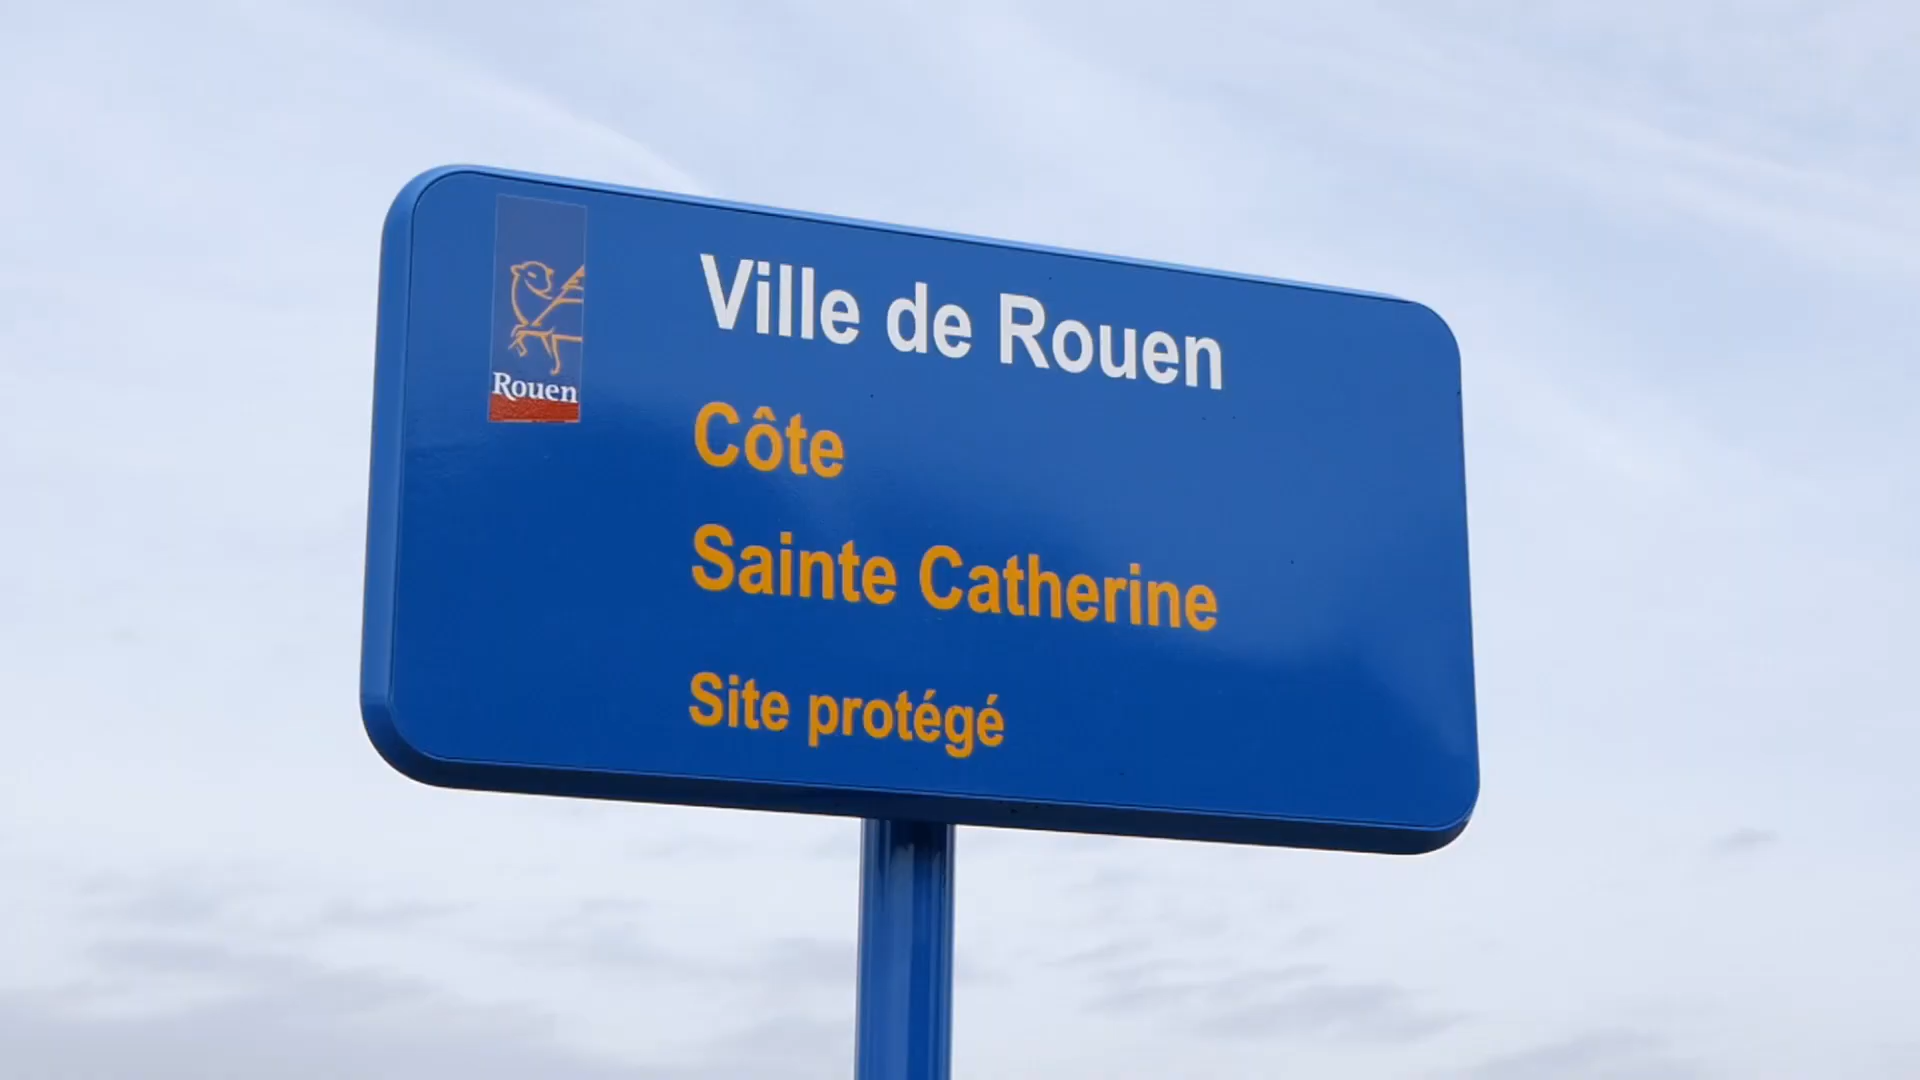 Rouen
Ville de Rouen
Côte
Sainte Catherine
Site protégé